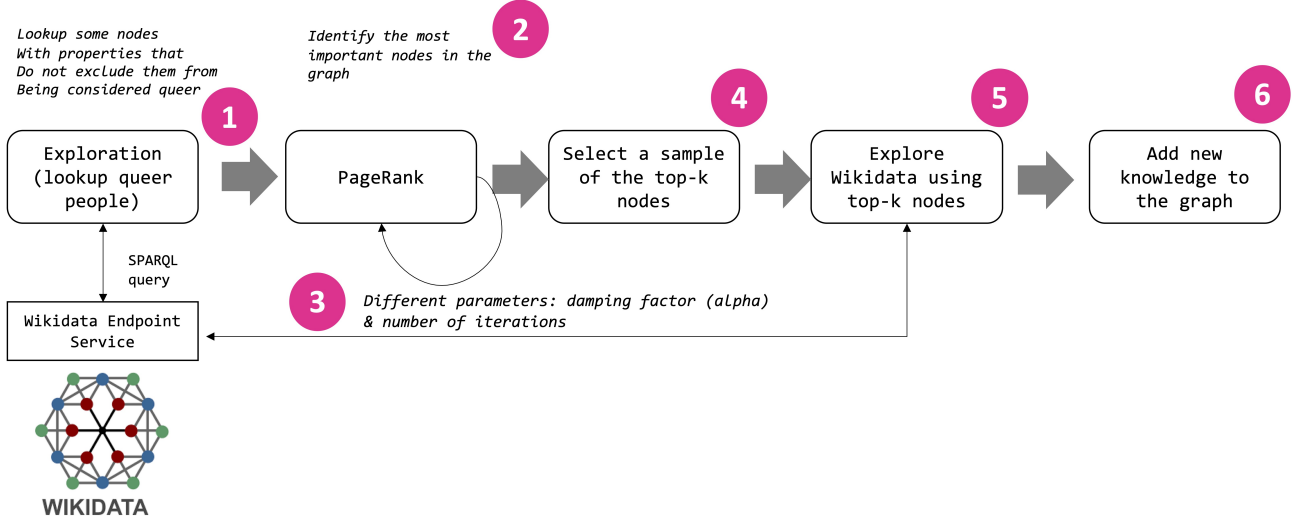 Lookup some nodes
With properties that
Do not exclude them from
Being considered queer
1
Identify the most
important nodes in the
graph
2
4
5
6
Exploration
(lookup queer
people)
PageRank
Select a sample
of the top-k
nodes
Explore
Wikidata using
top-k nodes
Add new
knowledge to
the graph
SPARQL
query
3
Different parameters: damping factor (alpha)
& number of iterations
Wikidata Endpoint
Service
WIKIDATA